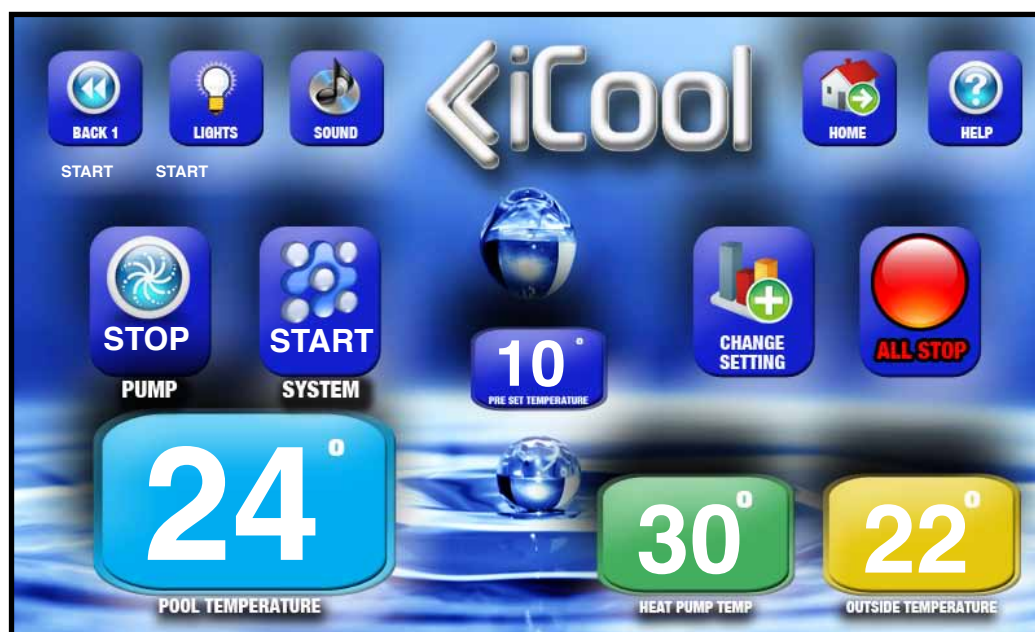 iCool
BACK 1
LIGHTS
SOUND
HOME
HELP
START
START
STOP
START
PUMP
SYSTEM
10°
PRE SET TEMPERATURE
CHANGE
SETTING
ALL STOP
24°
POOL TEMPERATURE
30°
HEAT PUMP TEMP
22°
OUTSIDE TEMPERATURE